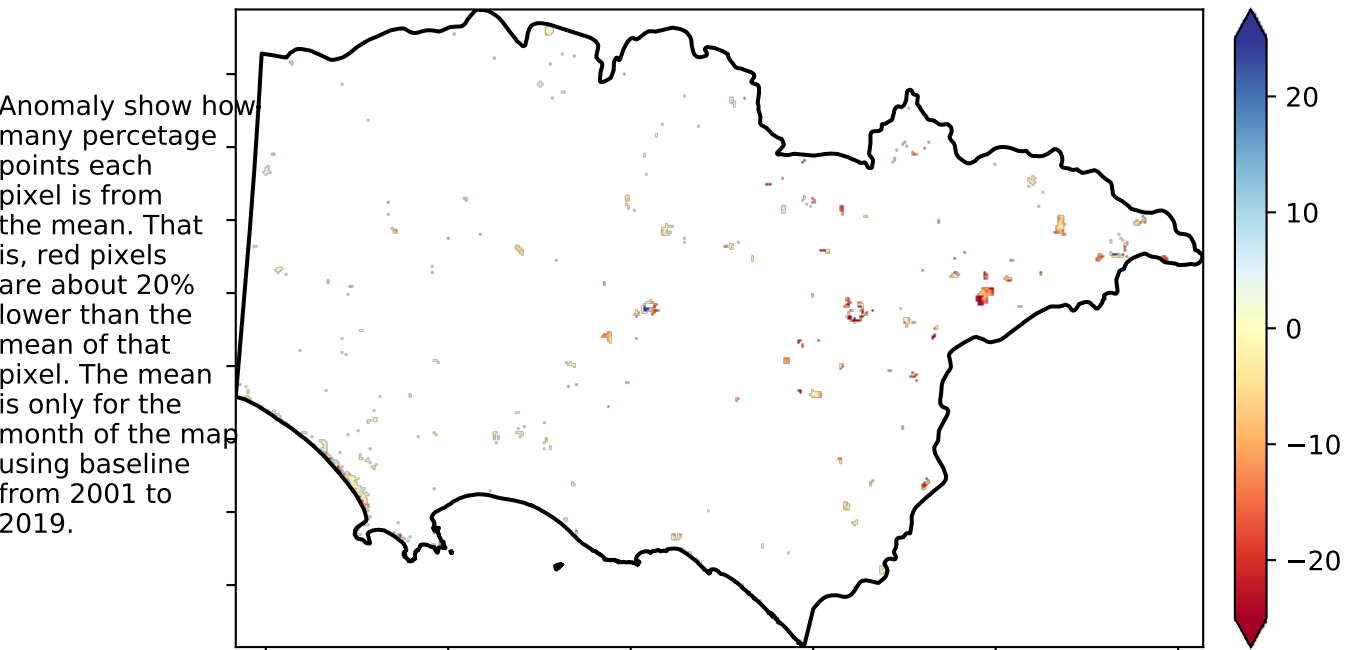 Anomaly show how
many percetage
points each
pixel is from
the mean. That
is, red pixels
are about 20%
lower than the
mean of that
pixel. The mean
is only for the
month of the map
using baseline
from 2001 to
2019.
20
10
0
−10
−20